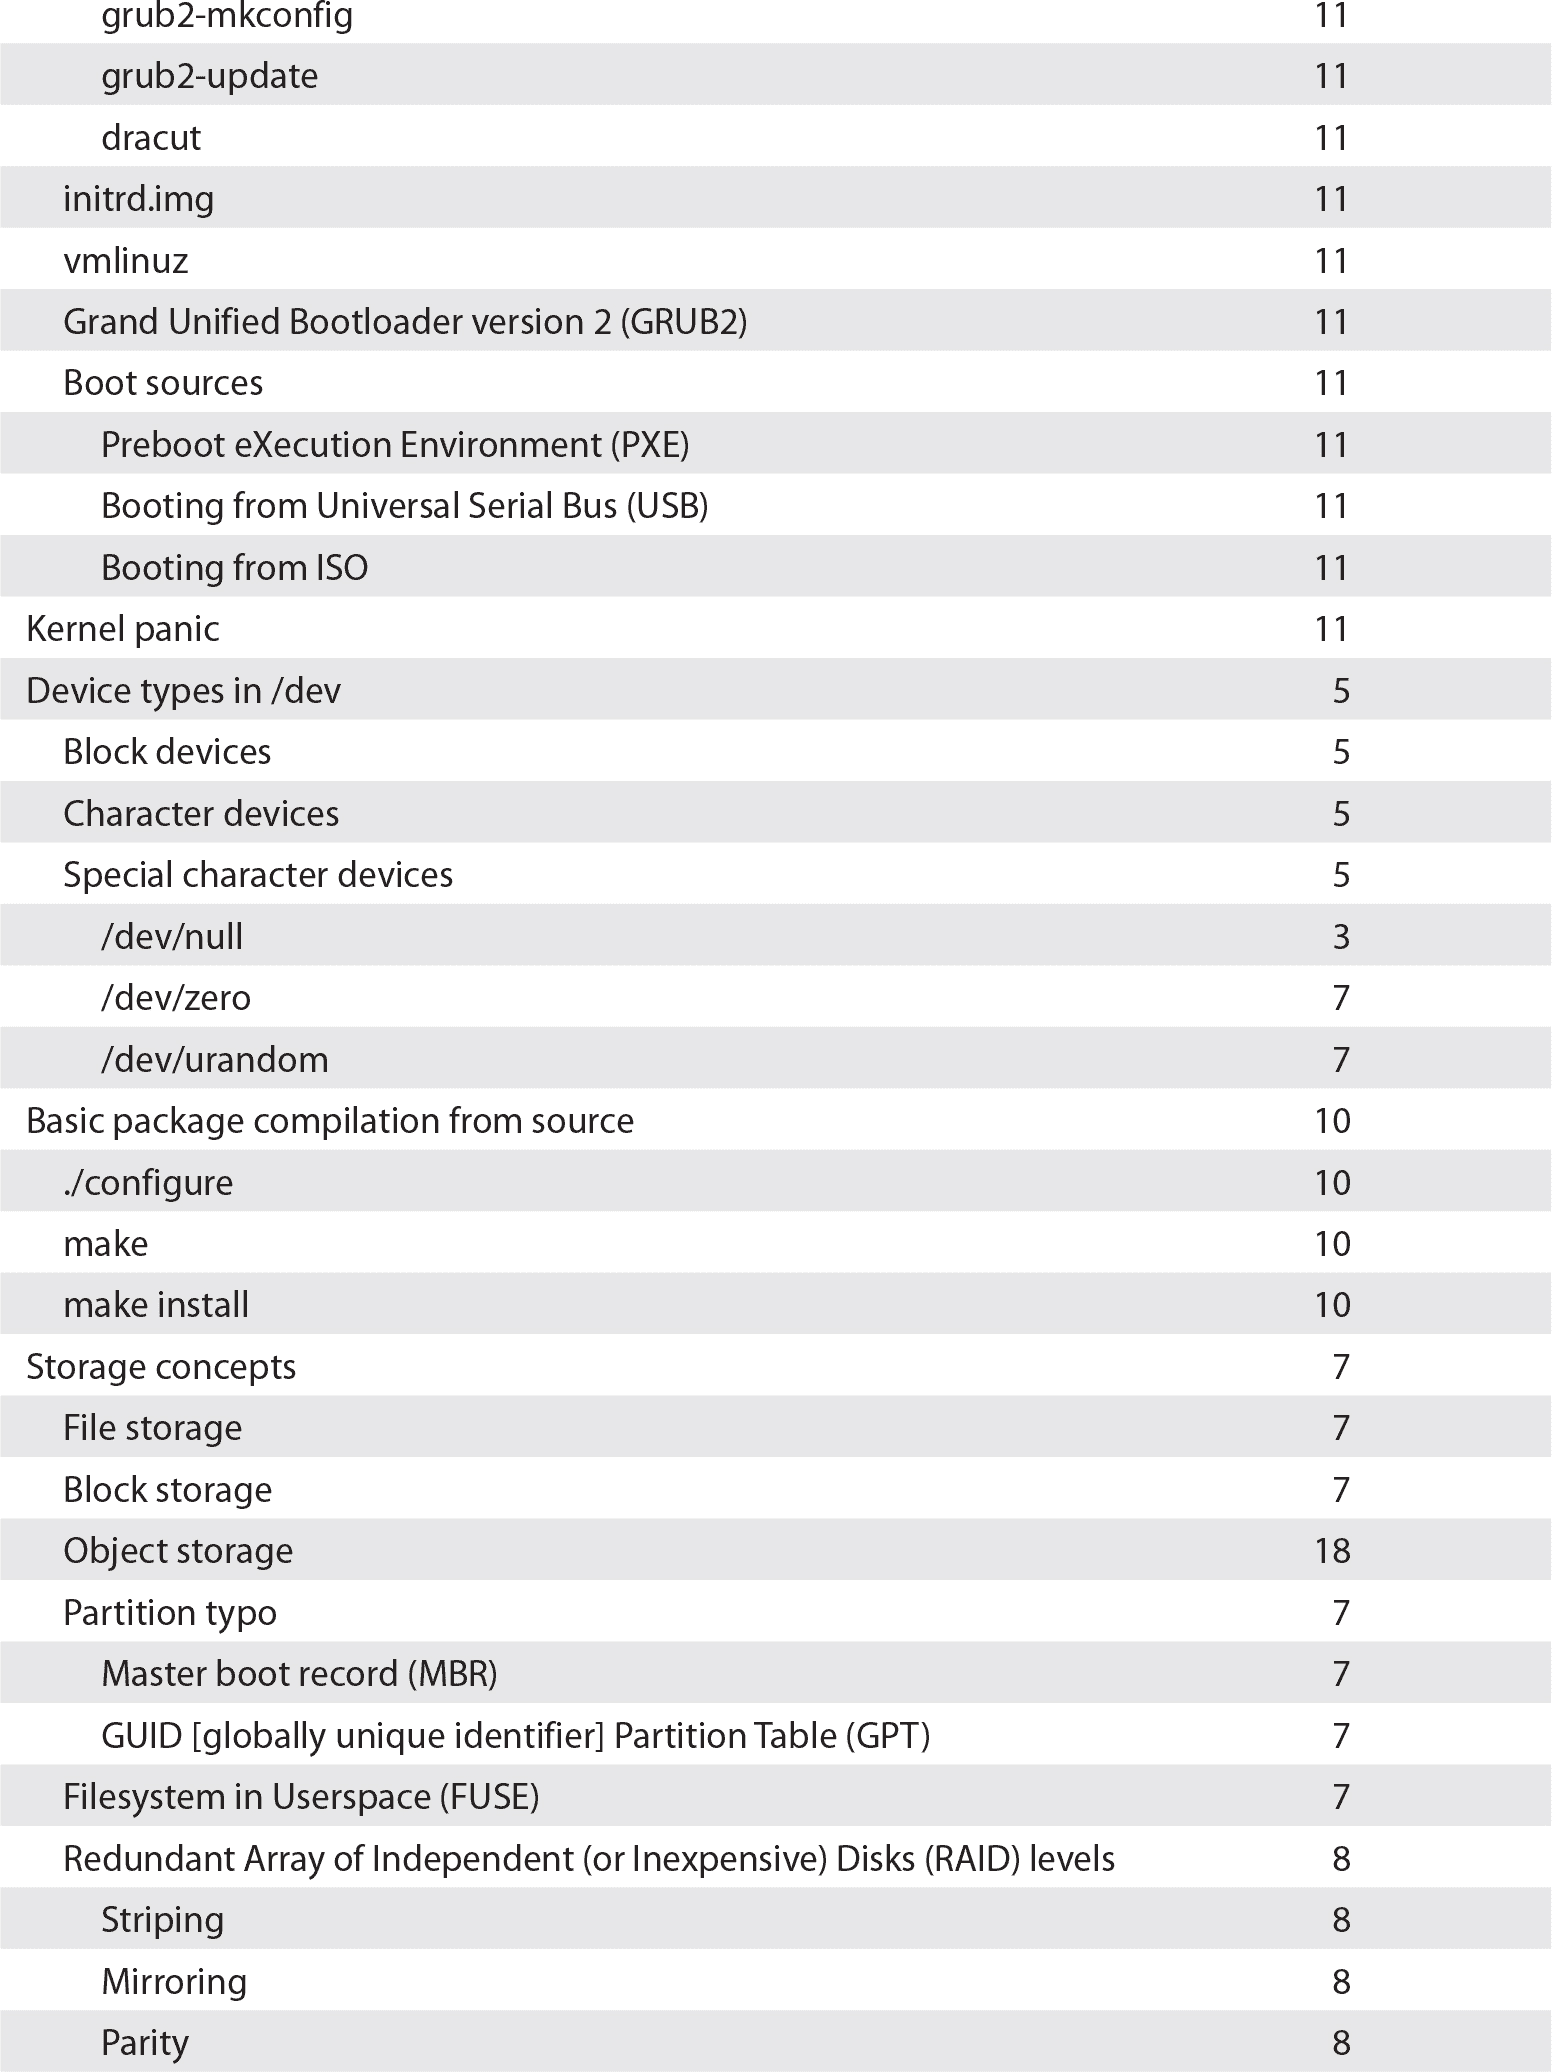 grub2-mkconfig 11
grub2-update 11
dracut 11
initrd.img 11
vmlinuz 11
Grand Unified Bootloader version 2 (GRUB2) 11
Boot sources 11
Preboot eXecution Environment (PXE) 11
Booting from Universal Serial Bus (USB) 11
Booting from ISO 11
Kernel panic 11
Device types in /dev 5
Block devices 5
Character devices 5
Special character devices 5
/dev/null 3
/dev/zero 7
/dev/urandom 7
Basic package compilation from source 10
./configure 10
make 10
make install 10
Storage concepts 7
File storage 7
Block storage 7
Object storage 18
Partition typo 7
Master boot record (MBR) 7
GUID [globally unique identifier] Partition Table (GPT) 7
Filesystem in Userspace (FUSE) 7
Redundant Array of Independent (or Inexpensive) Disks (RAID) levels 8
Striping 8
Mirroring 8
Parity 8